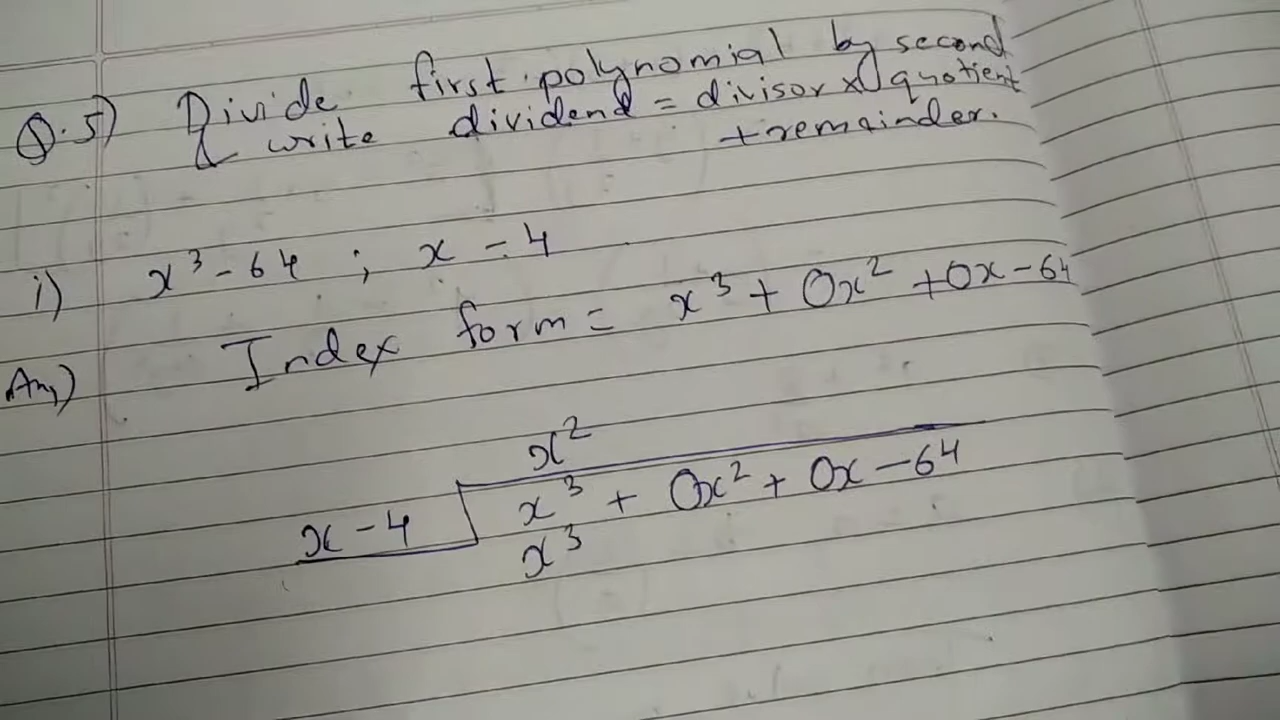 Q.5) Divide first polynomial by second
& write dividend = divisor × quotient
+ remainder.
i) x³ - 64 ; x - 4
Ans) Index form = x³ + 0x² + 0x - 64
x²
x - 4 x³ + 0x² + 0x - 64
x³